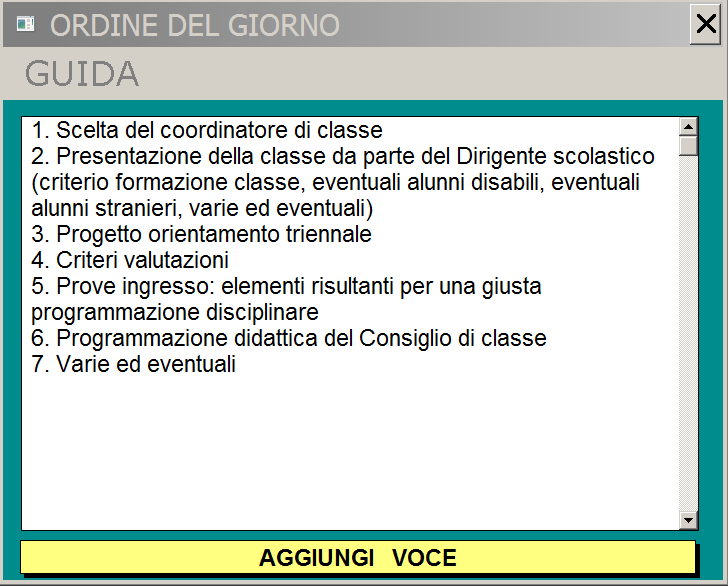 ORDINE DEL GIORNO
GUIDA
1. Scelta del coordinatore di classe
2. Presentazione della classe da parte del Dirigente scolastico
(criterio formazione classe, eventuali alunni disabili, eventuali
alunni stranieri, varie ed eventuali)
3. Progetto orientamento triennale
4. Criteri valutazioni
5. Prove ingresso: elementi risultanti per una giusta
programmazione disciplinare
6. Programmazione didattica del Consiglio di classe
7. Varie ed eventuali
AGGIUNGI VOCE